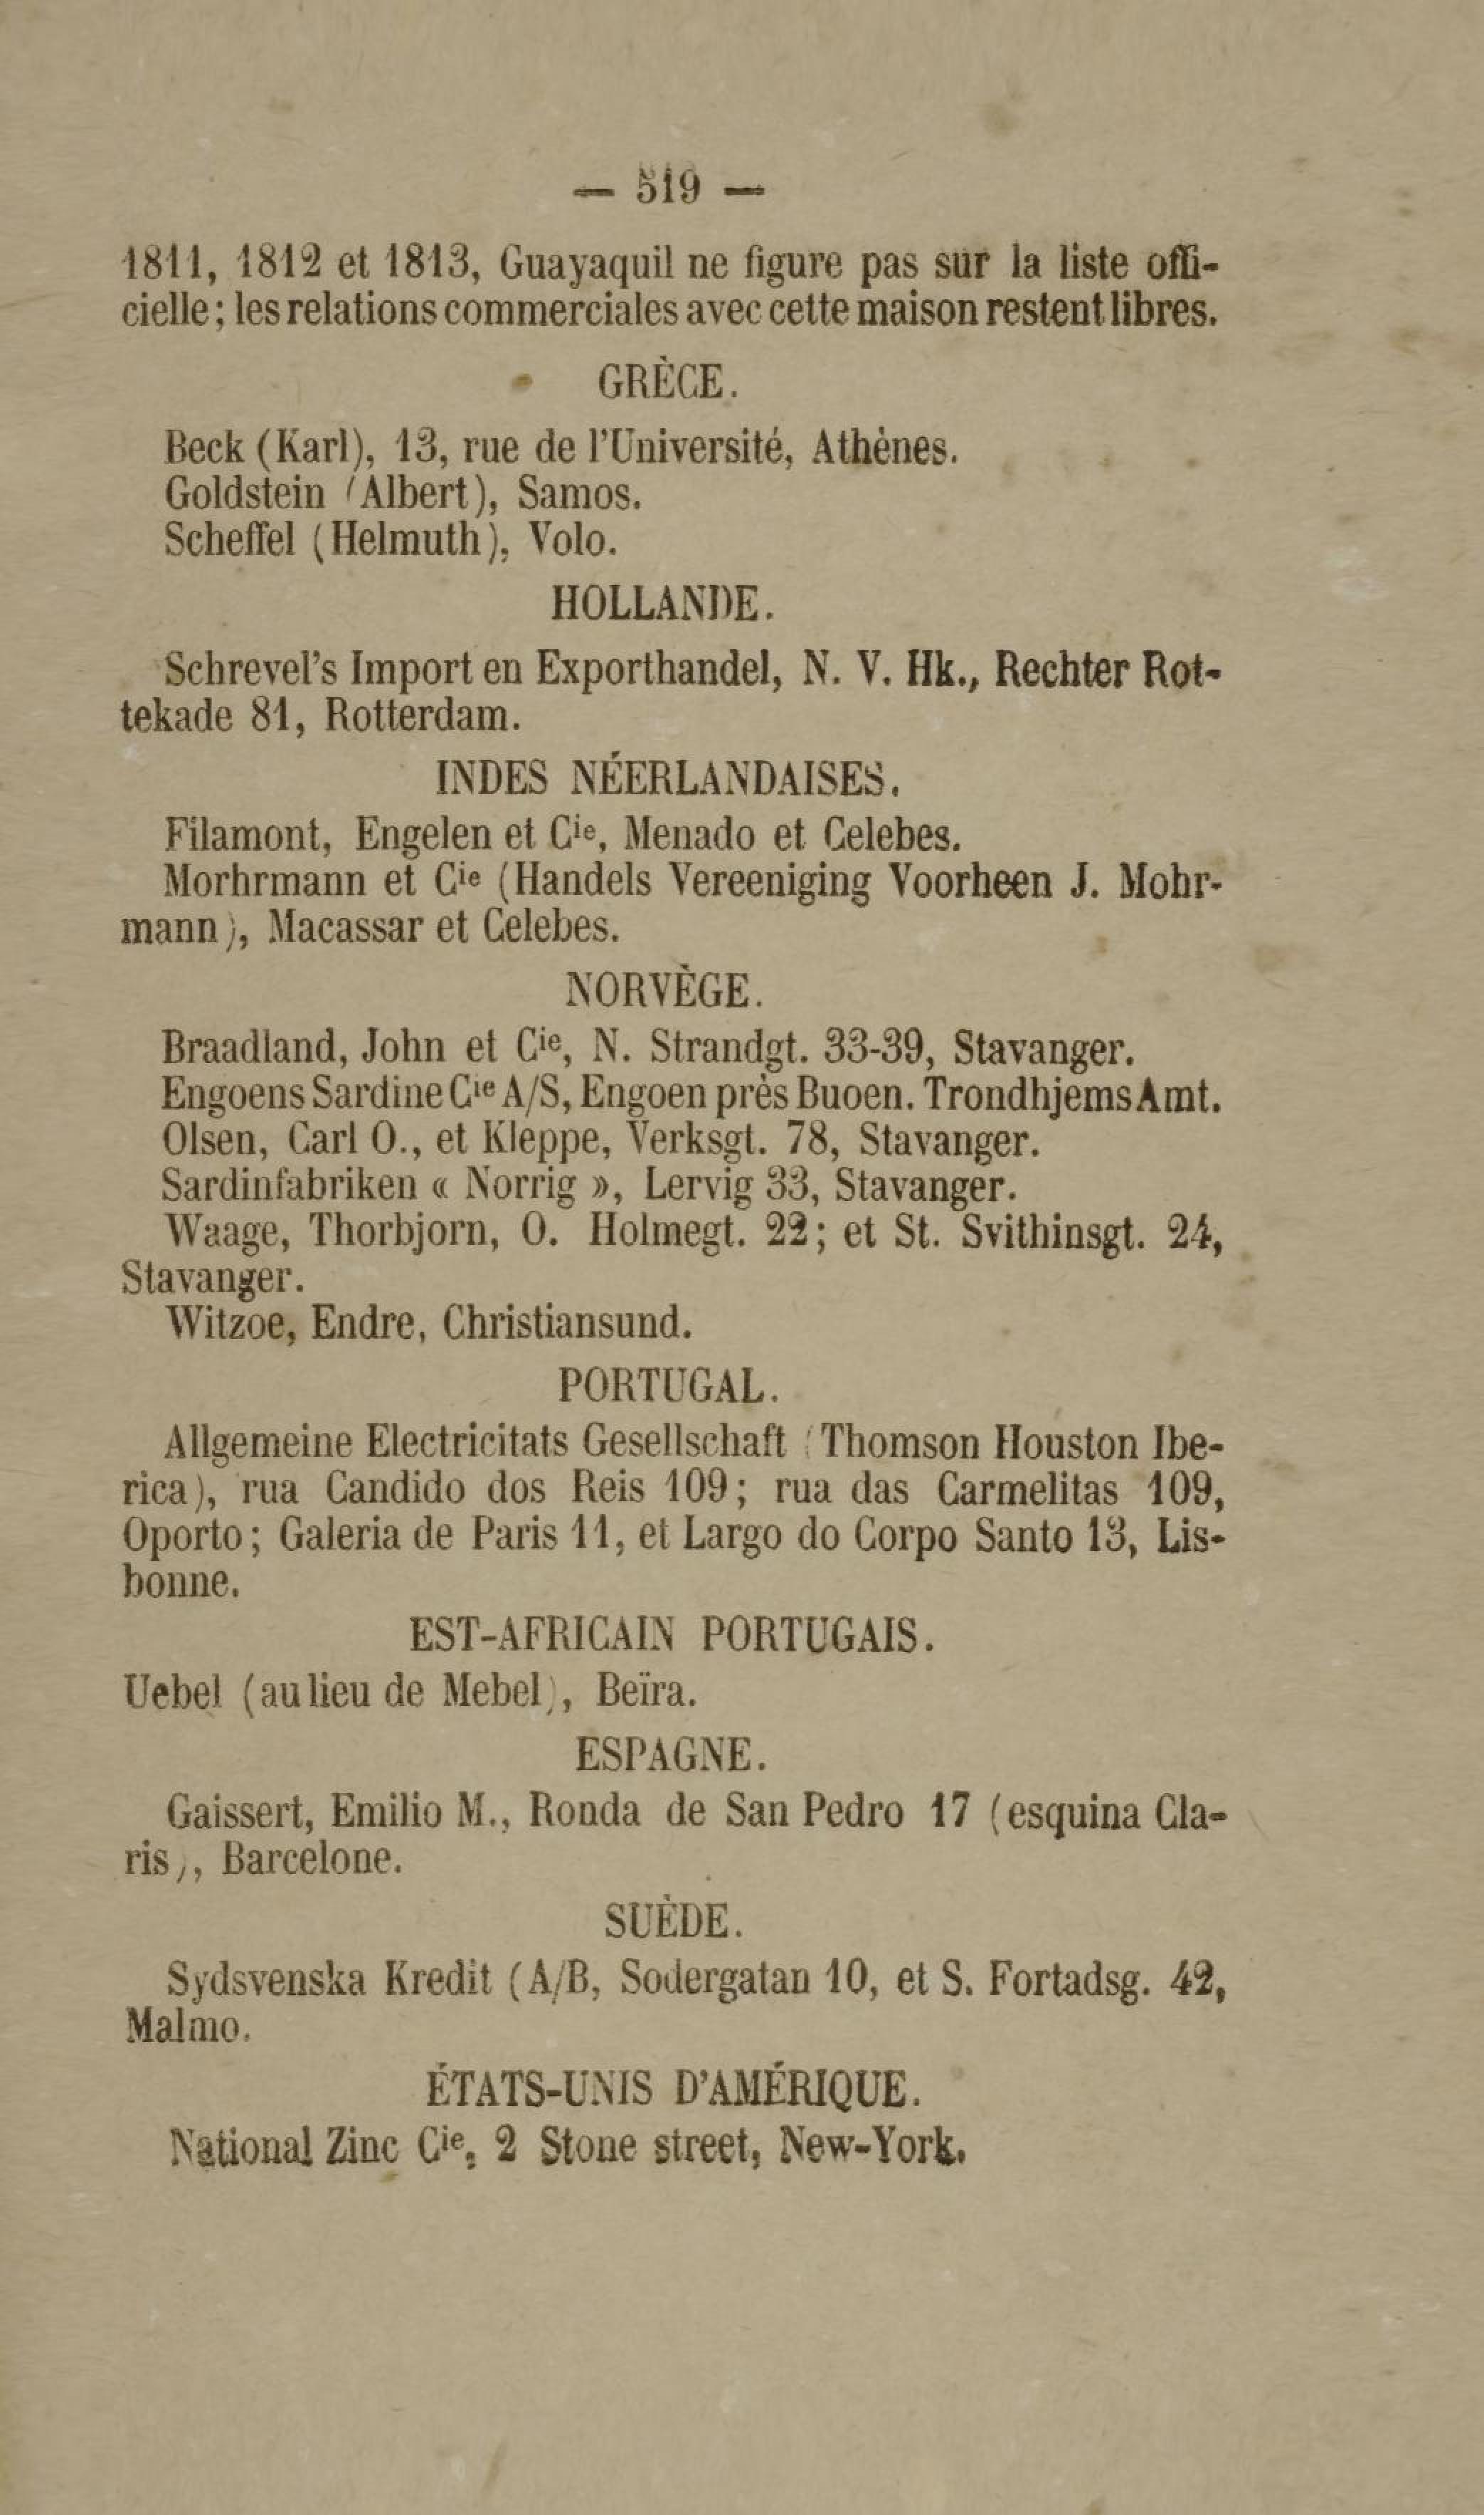 — 519 —
1811, 1812 et 1813, Guayaquil ne figure pas sur la liste offi-
cielle; les relations commerciales avec cette maison restent libres.
GRÈCE.
Beck (Karl), 13, rue de l'Université, Athènes.
Goldstein (Albert), Samos.
Scheffel (Helmuth), Volo.
HOLLANDE.
Schrevel's Import en Exporthandel, N. V. Hk., Rechter Rot-
tekade 81, Rotterdam.
INDES NÉERLANDAISES.
Filamont, Engelen et Cie, Menado et Celebes.
Morhrmann et Cie (Handels Vereeniging Voorheen J. Mohr-
mann), Macassar et Celebes.
NORVÈGE.
Braadland, John et Cie, N. Strandgt. 33-39, Stavanger.
Engoens Sardine Cie A/S, Engoen près Buoen. Trondhjems Amt.
Olsen, Carl O., et Kleppe, Verksgt. 78, Stavanger.
Sardinfabriken « Norrig », Lervig 33, Stavanger.
Waage, Thorbjorn, O. Holmegt. 22; et St. Svithinsgt. 24,
Stavanger.
Witzoe, Endre, Christiansund.
PORTUGAL.
Allgemeine Electricitats Gesellschaft (Thomson Houston Ibe-
rica), rua Candido dos Reis 109; rua das Carmelitas 109,
Oporto; Galeria de Paris 11, et Largo do Corpo Santo 13, Lis-
bonne.
EST-AFRICAIN PORTUGAIS.
Uebel (au lieu de Mebel), Beïra.
ESPAGNE.
Gaissert, Emilio M., Ronda de San Pedro 17 (esquina Cla-
ris), Barcelone.
SUÈDE.
Sydsvenska Kredit (A/B, Sodergatan 10, et S. Fortadsg. 42,
Malmo.
ÉTATS-UNIS D'AMÉRIQUE.
National Zinc Cie, 2 Stone street, New-York.